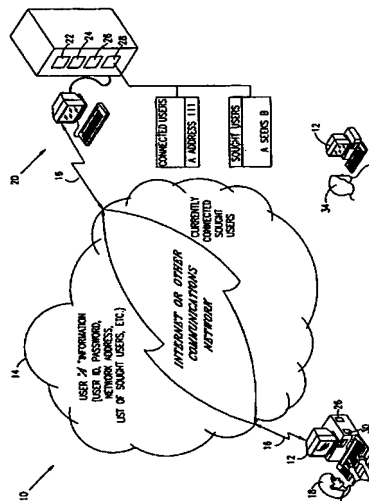 10
14
20
22
24
26
28
16
USER "A" INFORMATION
(USER ID, PASSWORD,
NETWORK ADDRESS,
LIST OF SOUGHT USERS, ETC.)
INTERNET OR OTHER
COMMUNICATIONS
NETWORK
CURRENTLY
CONNECTED
SOUGHT
USERS
CONNECTED USERS
A ADDRESS 111
SOUGHT USERS
A SEEKS B
16
12
18
26
30
12
34